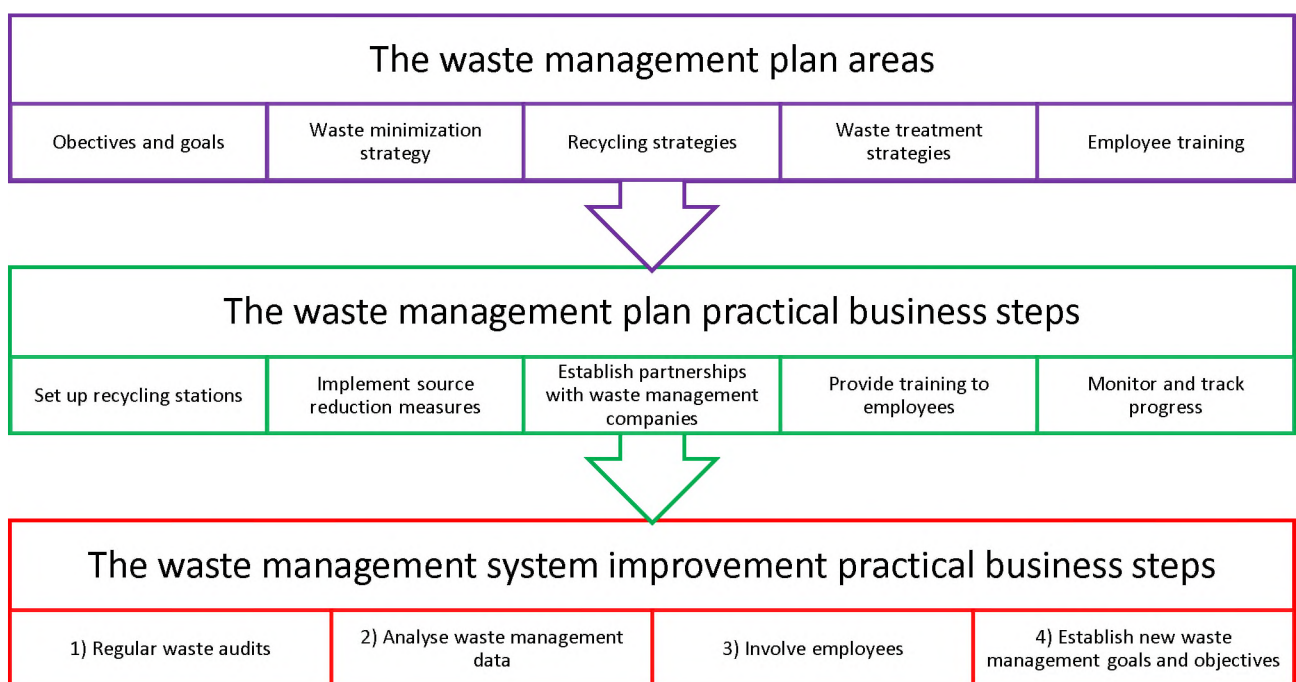 The waste management plan areas
Obectives and goals
Waste minimization
strategy
Recycling strategies
Waste treatment
strategies
Employee training
The waste management plan practical business steps
Set up recycling stations
Implement source
reduction measures
Establish partnerships
with waste management
companies
Provide training to
employees
Monitor and track
progress
The waste management system improvement practical business steps
1) Regular waste audits
2) Analyse waste management
data
3) Involve employees
4) Establish new waste
management goals and objectives